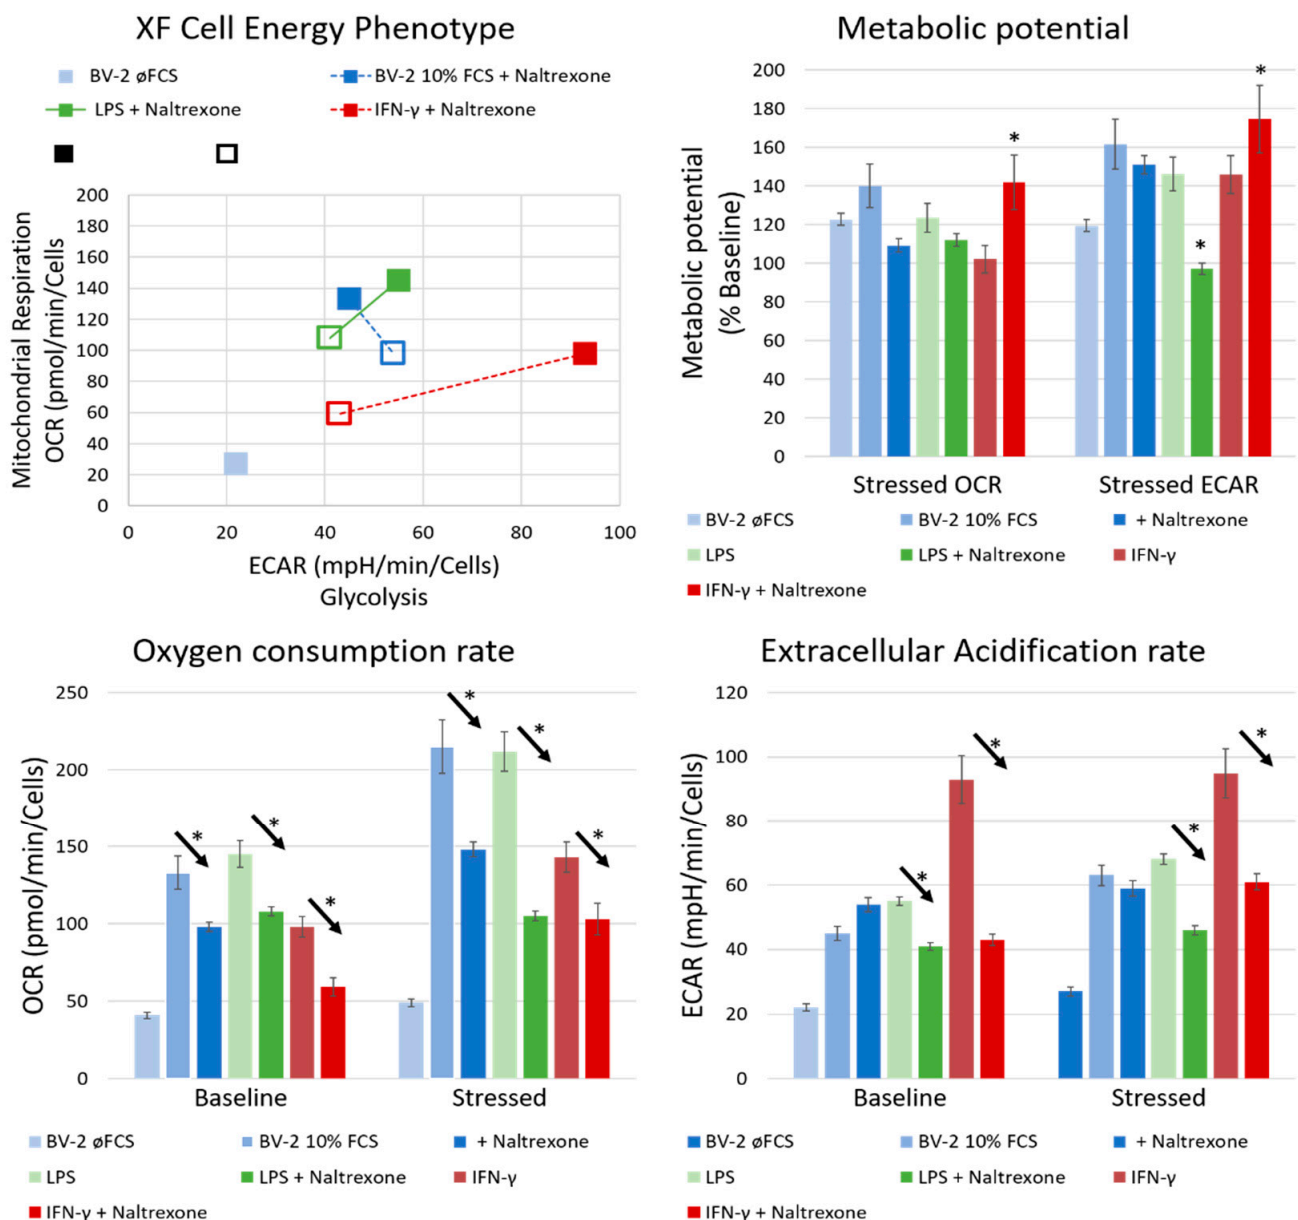 XF Cell Energy Phenotype
BV-2 øFCS
BV-2 10% FCS + Naltrexone
LPS + Naltrexone
IFN-γ + Naltrexone
Mitochondrial Respiration
OCR (pmol/min/Cells
200
180
160
140
120
100
80
60
40
20
0
0 20 40 60 80 100
ECAR (mpH/min/Cells)
Glycolysis
Metabolic potential
Metabolic potential
(% Baseline)
200
180
160
140
120
100
80
60
40
20
0
* * * *
Stressed OCR Stressed ECAR
BV-2 øFCS BV-2 10% FCS + Naltrexone
LPS LPS + Naltrexone IFN-γ
IFN-γ + Naltrexone
Oxygen consumption rate
OCR (pmol/min/Cells)
250
200
150
100
50
0
* * * * * *
Baseline Stressed
BV-2 øFCS BV-2 10% FCS + Naltrexone
LPS LPS + Naltrexone IFN-γ
IFN-γ + Naltrexone
Extracellular Acidification rate
ECAR (mpH/min/Cells)
120
100
80
60
40
20
0
* * * *
Baseline Stressed
BV-2 øFCS BV-2 10% FCS + Naltrexone
LPS LPS + Naltrexone IFN-γ
IFN-γ + Naltrexone